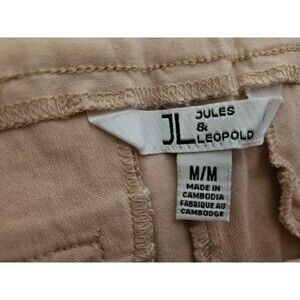 JL JULES
&
LEOPOLD
M/M
MADE IN
CAMBODIA
FABRIQUE AU
CAMBODGE